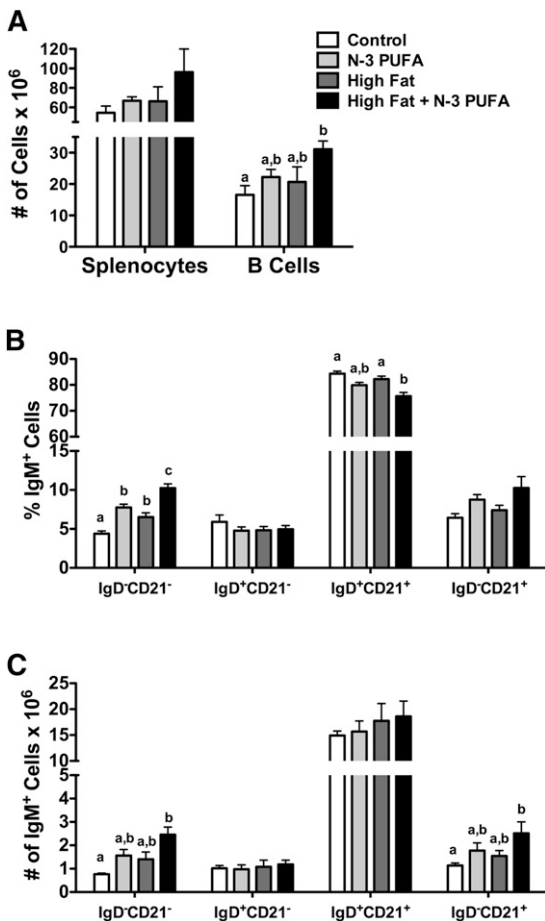 A
Control
N-3 PUFA
High Fat
High Fat + N-3 PUFA
# of Cells x 10⁶
120
100
80
60
40
30
20
10
0
a
a,b
a,b
b
Splenocytes
B Cells
B
% IgM⁺ Cells
90
80
70
60
15
10
5
0
a
b
b
c
a
a,b
a
b
IgD⁻CD21⁻
IgD⁺CD21⁻
IgD⁺CD21⁺
IgD⁻CD21⁺
C
# of IgM⁺ Cells x 10⁶
25
20
15
10
5
4
3
2
1
0
a
a,b
a,b
b
a
a,b
a,b
b
IgD⁻CD21⁻
IgD⁺CD21⁻
IgD⁺CD21⁺
IgD⁻CD21⁺